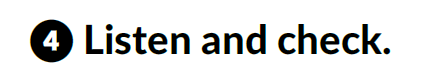 4 Listen and check.